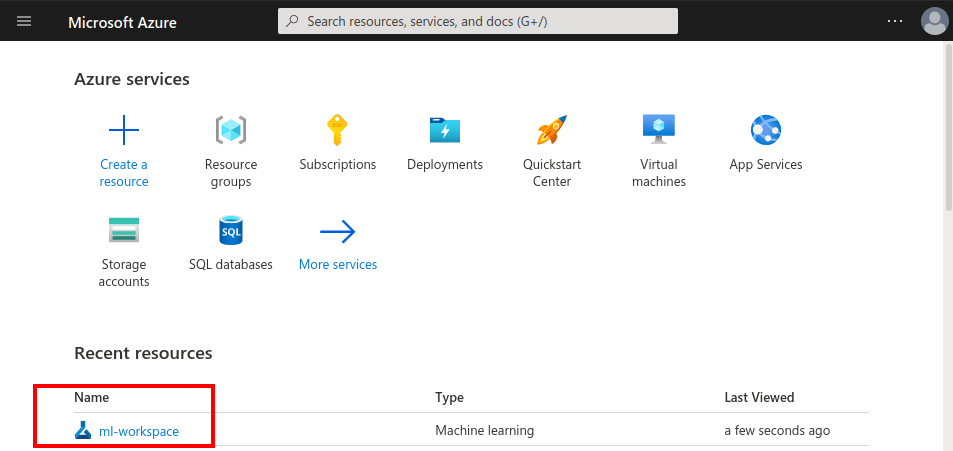 Microsoft Azure
Search resources, services, and docs (G+/)
Azure services
Create a
resource
Resource
groups
Subscriptions
Deployments
Quickstart
Center
Virtual
machines
App Services
Storage
accounts
SQL
SQL databases
More services
Recent resources
Name Type Last Viewed
ml-workspace Machine learning a few seconds ago